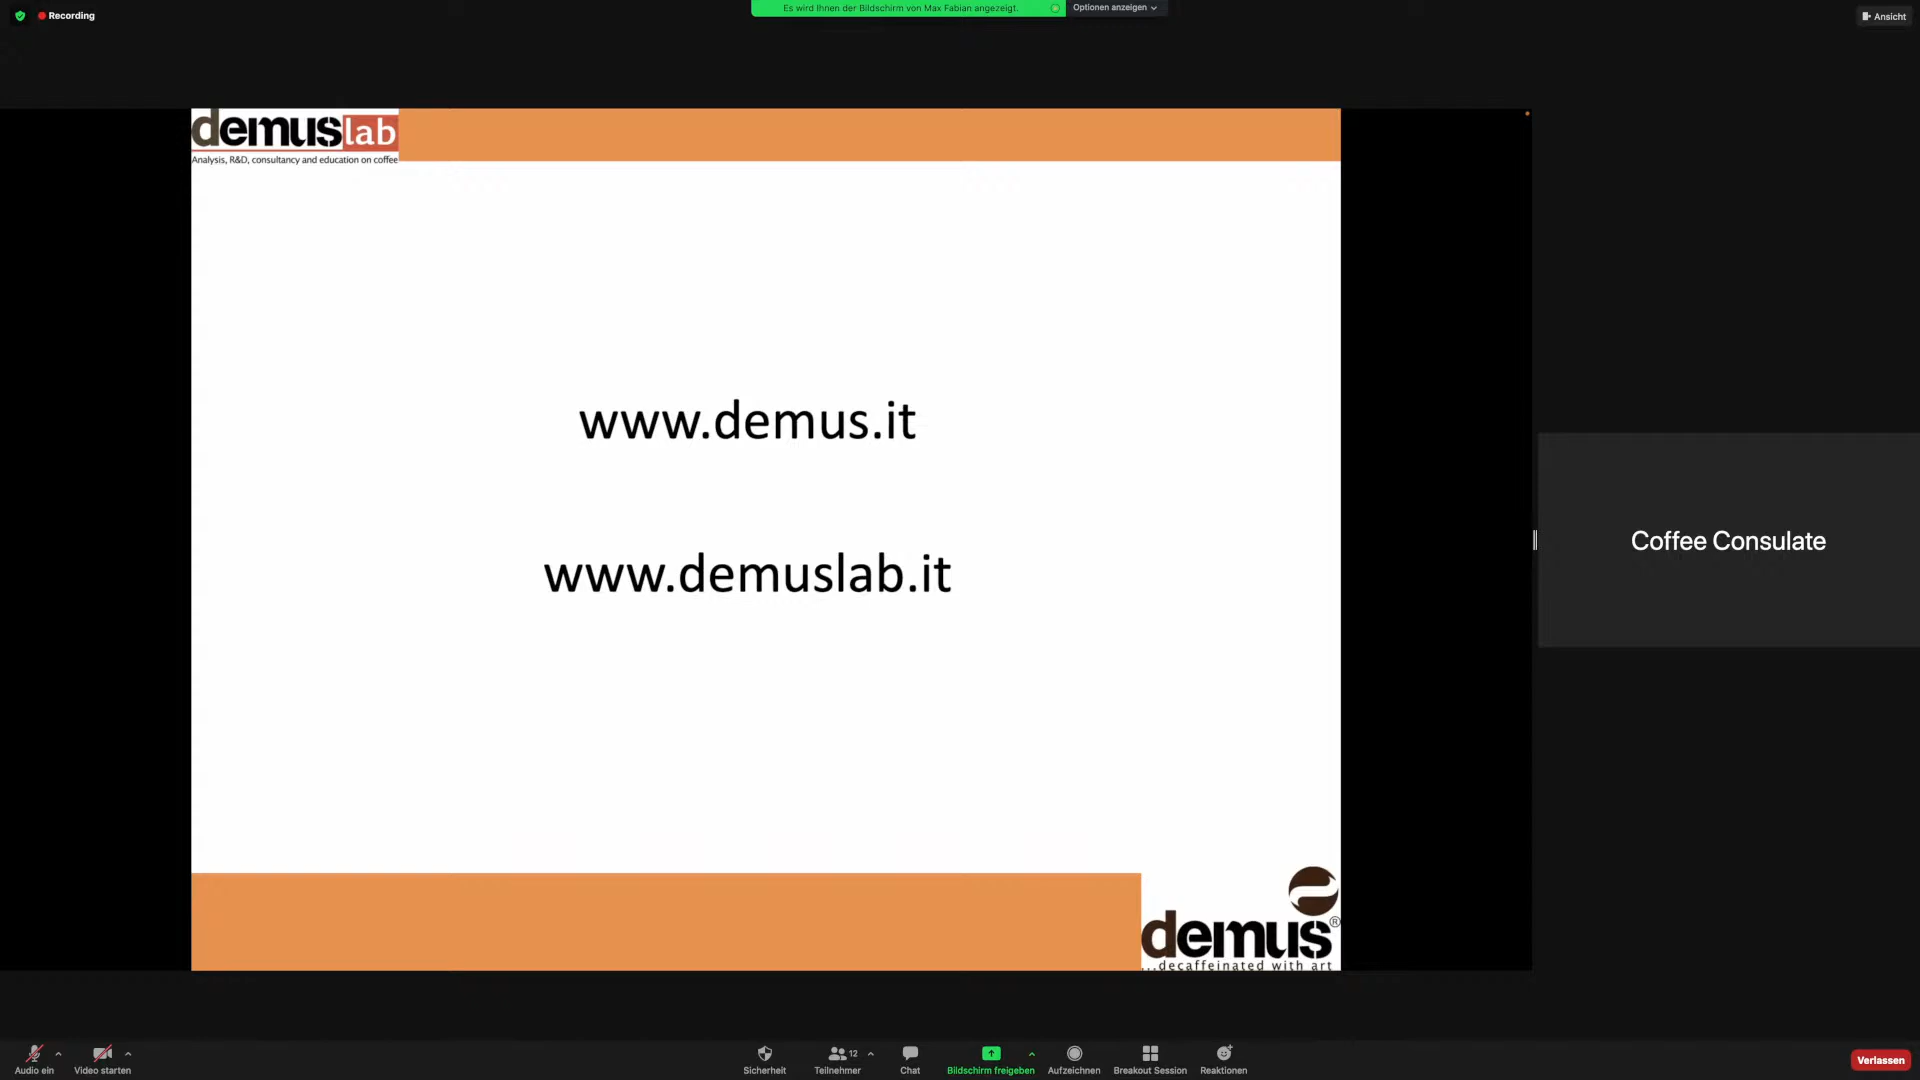 Recording
Es wird Ihnen der Bildschirm von Max Fabian angezeigt.
Optionen anzeigen
Ansicht
demuslab
Analysis, R&D, consultancy and education on coffee
www.demus.it
www.demuslab.it
Coffee Consulate
demus®
...decaffeinated with art
Audio ein
Video starten
Sicherheit
12
Teilnehmer
Chat
Bildschirm freigeben
Aufzeichnen
Breakout Session
Reaktionen
Verlassen